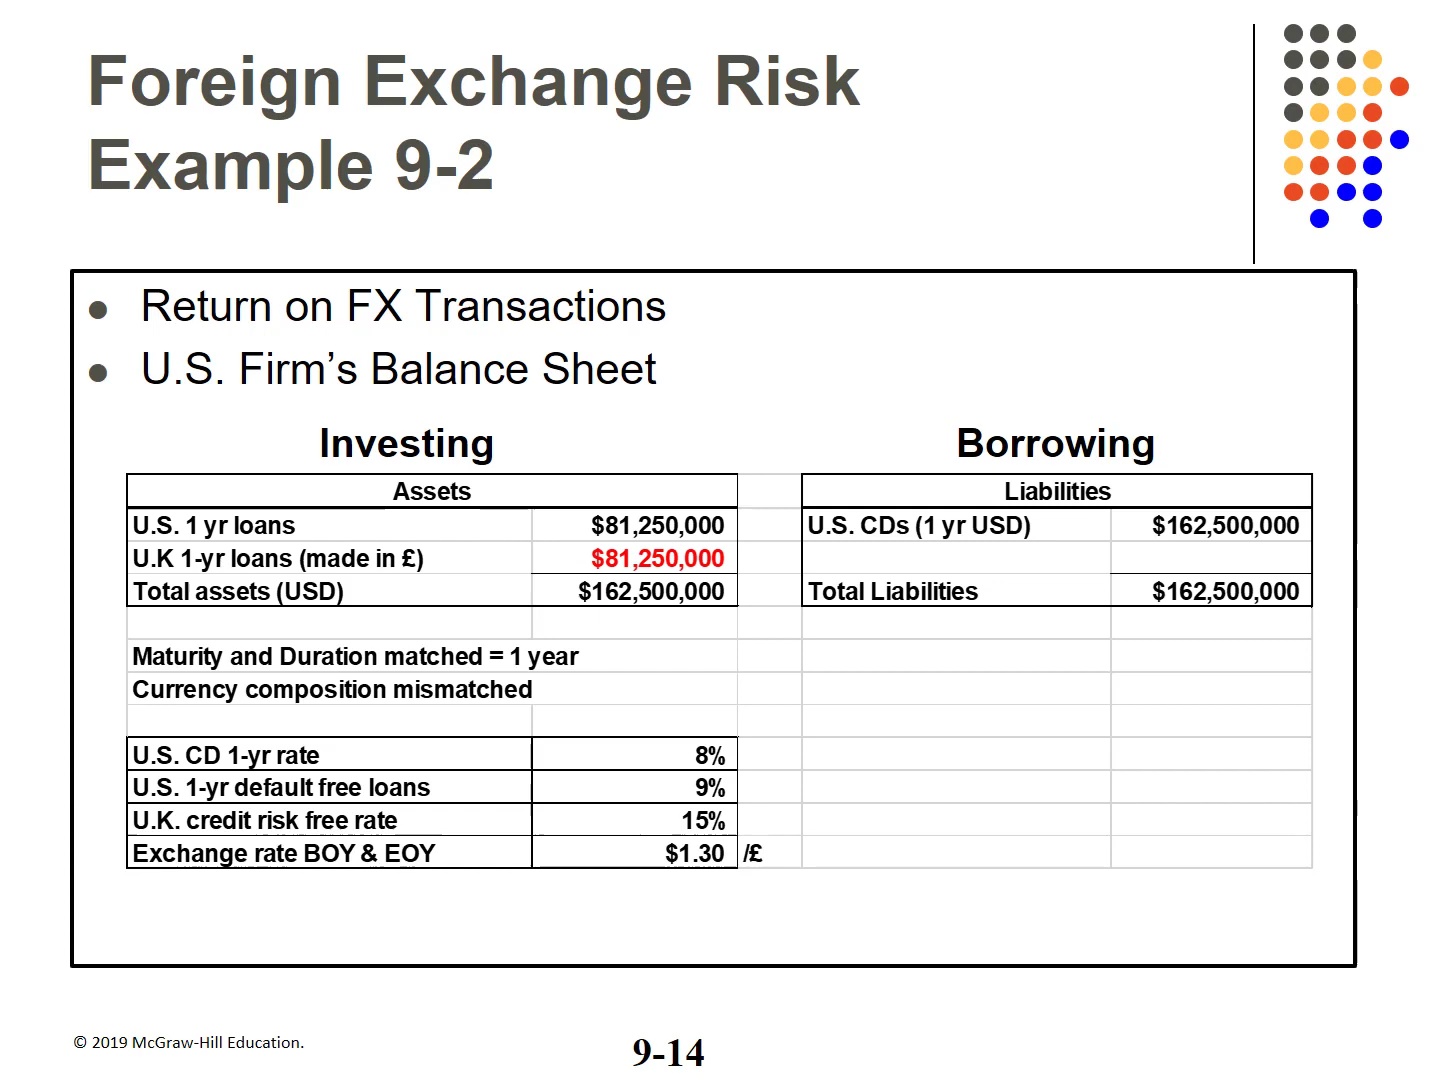 Foreign Exchange Risk
Example 9-2
Return on FX Transactions
U.S. Firm’s Balance Sheet
Investing
Borrowing
Assets
Liabilities
U.S. 1 yr loans $81,250,000 U.S. CDs (1 yr USD) $162,500,000
U.K 1-yr loans (made in £) $81,250,000
Total assets (USD) $162,500,000 Total Liabilities $162,500,000
Maturity and Duration matched = 1 year
Currency composition mismatched
U.S. CD 1-yr rate 8%
U.S. 1-yr default free loans 9%
U.K. credit risk free rate 15%
Exchange rate BOY & EOY $1.30 /£
© 2019 McGraw-Hill Education.
9-14